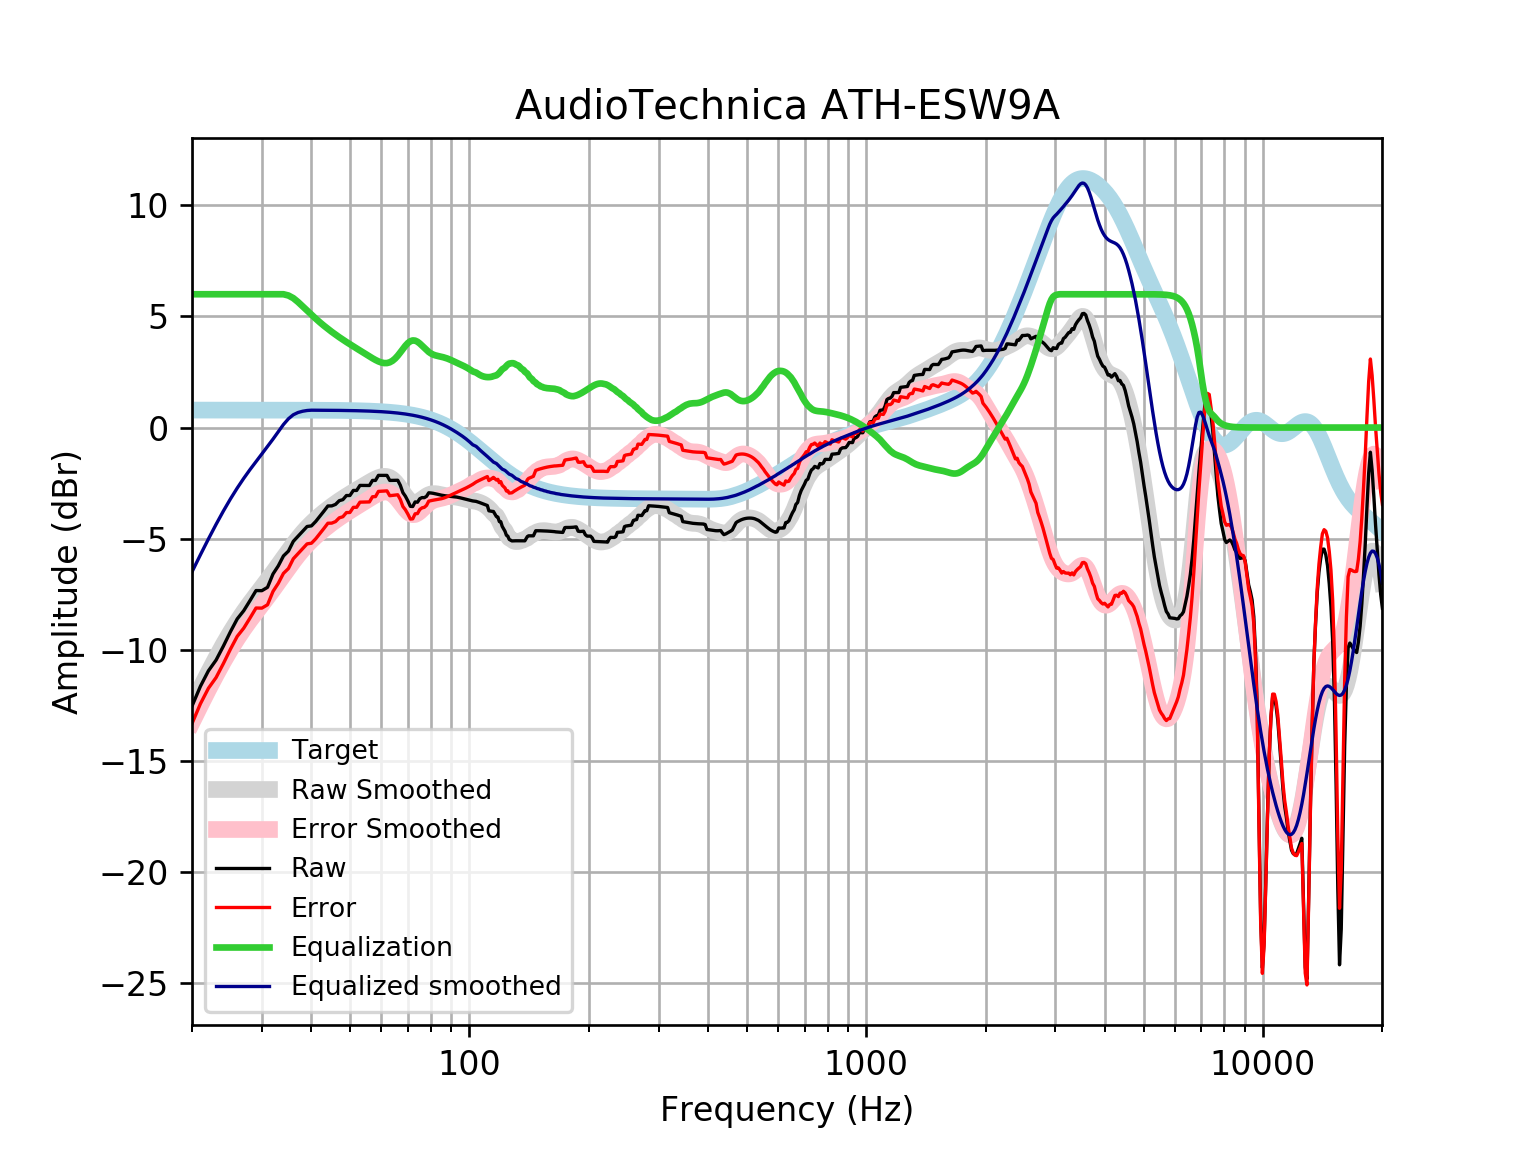 AudioTechnica ATH-ESW9A
Amplitude (dBr)
10
5
0
−5
−10
−15
−20
−25
Target
Raw Smoothed
Error Smoothed
Raw
Error
Equalization
Equalized smoothed
100 1000 10000
Frequency (Hz)